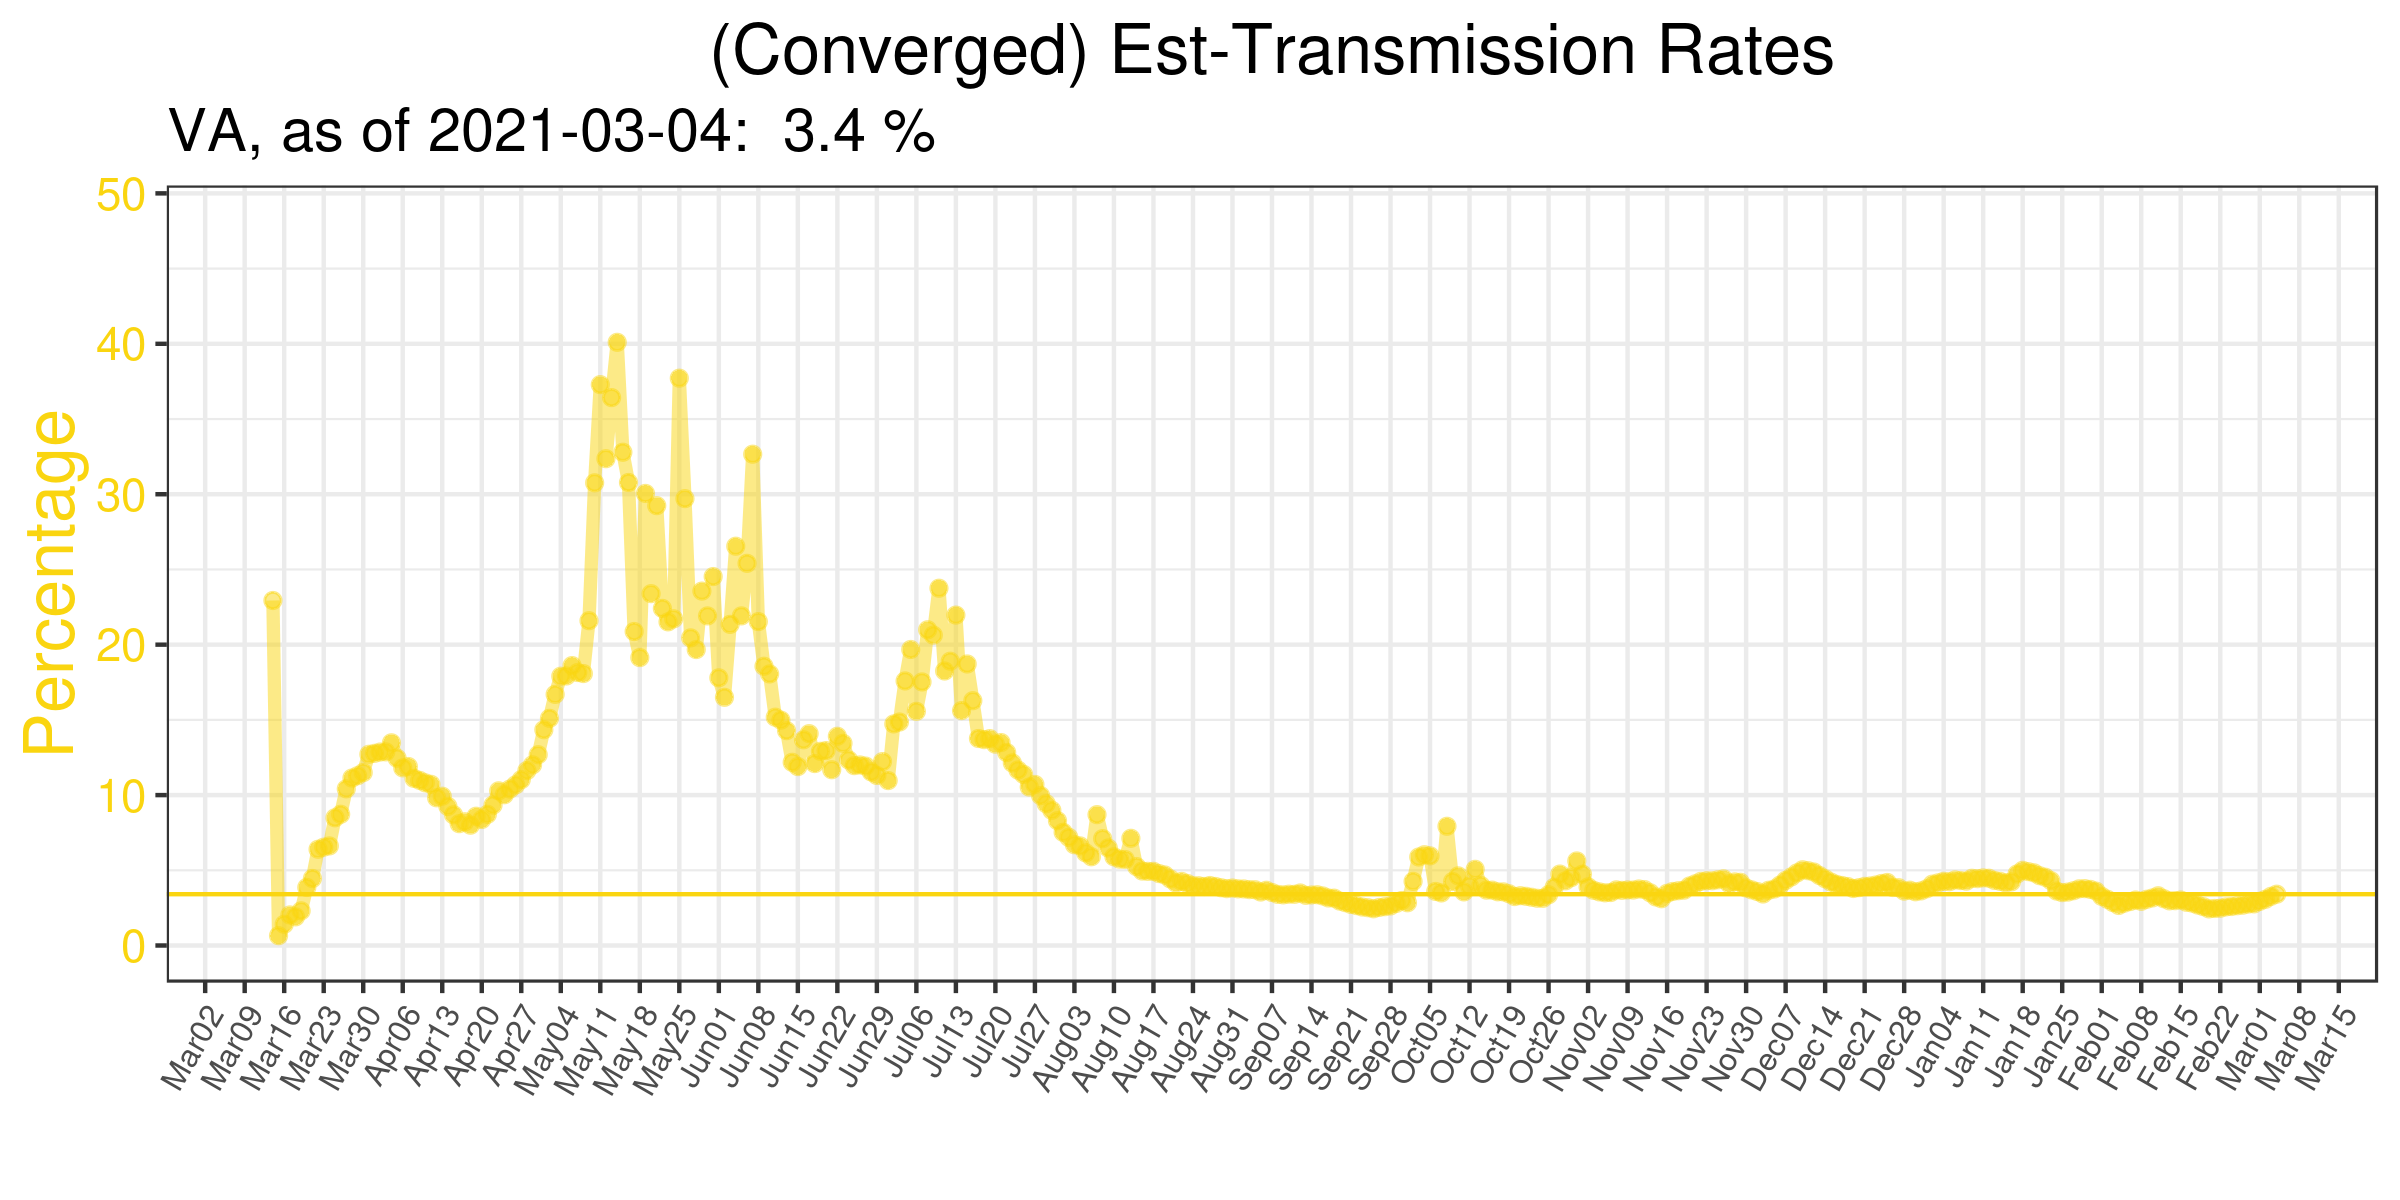 (Converged) Est-Transmission Rates
VA, as of 2021-03-04:  3.4 %
Percentage
50
40
30
20
10
0
Mar02
Mar09
Mar16
Mar23
Mar30
Apr06
Apr13
Apr20
Apr27
May04
May11
May18
May25
Jun01
Jun08
Jun15
Jun22
Jun29
Jul06
Jul13
Jul20
Jul27
Aug03
Aug10
Aug17
Aug24
Aug31
Sep07
Sep14
Sep21
Sep28
Oct05
Oct12
Oct19
Oct26
Nov02
Nov09
Nov16
Nov23
Nov30
Dec07
Dec14
Dec21
Dec28
Jan04
Jan11
Jan18
Jan25
Feb01
Feb08
Feb15
Feb22
Mar01
Mar08
Mar15